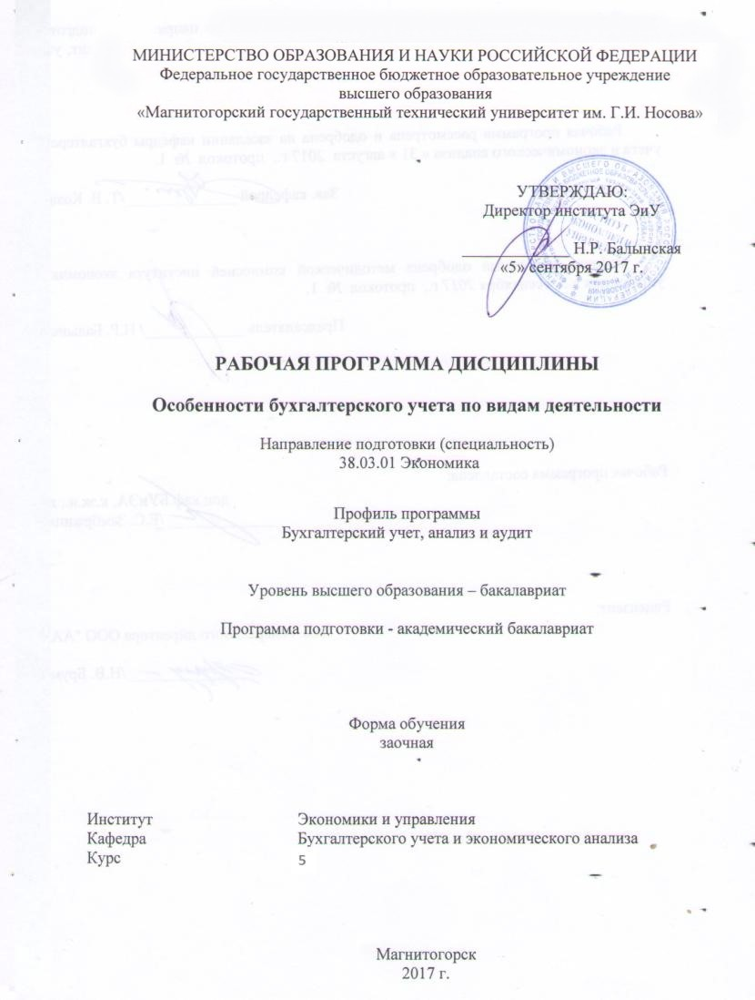 МИНИСТЕРСТВО ОБРАЗОВАНИЯ И НАУКИ РОССИЙСКОЙ ФЕДЕРАЦИИ
Федеральное государственное бюджетное образовательное учреждение
высшего образования
«Магнитогорский государственный технический университет им. Г.И. Носова»
УТВЕРЖДАЮ:
Директор института ЭиУ
Н.Р. Балынская
«5» сентября 2017 г.
РАБОЧАЯ ПРОГРАММА ДИСЦИПЛИНЫ
Особенности бухгалтерского учета по видам деятельности
Направление подготовки (специальность)
38.03.01 Экономика
Профиль программы
Бухгалтерский учет, анализ и аудит
Уровень высшего образования – бакалавриат
Программа подготовки - академический бакалавриат
Форма обучения
заочная
Институт Экономики и управления
Кафедра Бухгалтерского учета и экономического анализа
Курс 5
Магнитогорск
2017 г.